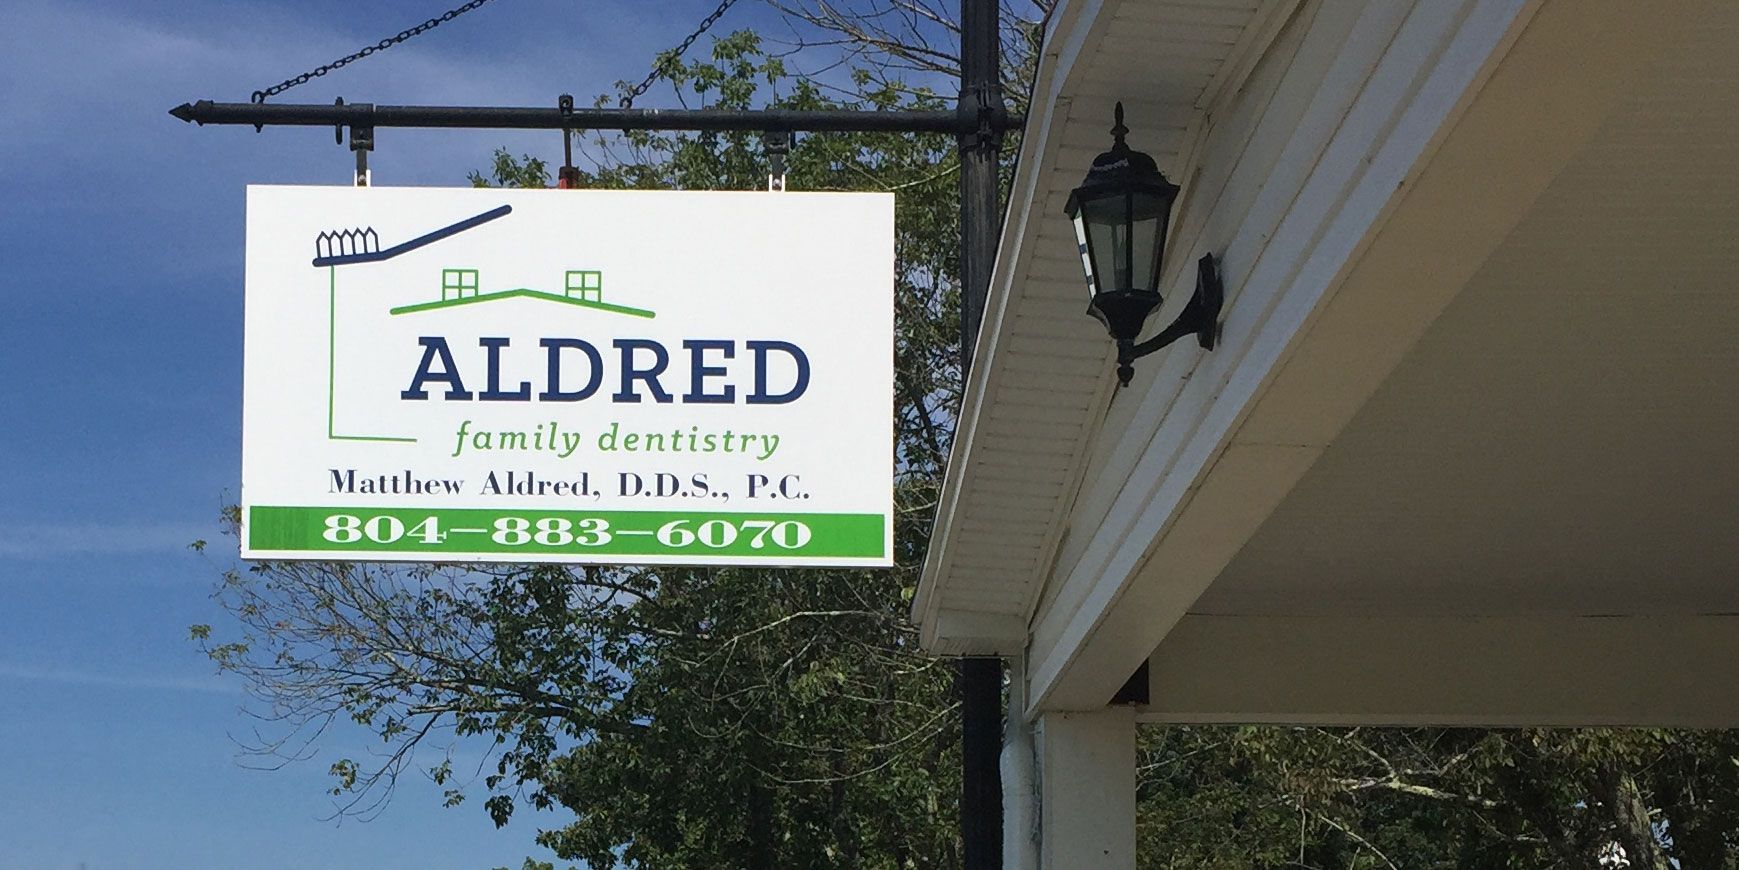 ALDRED
family dentistry
Matthew Aldred, D.D.S., P.C.
804-883-6070